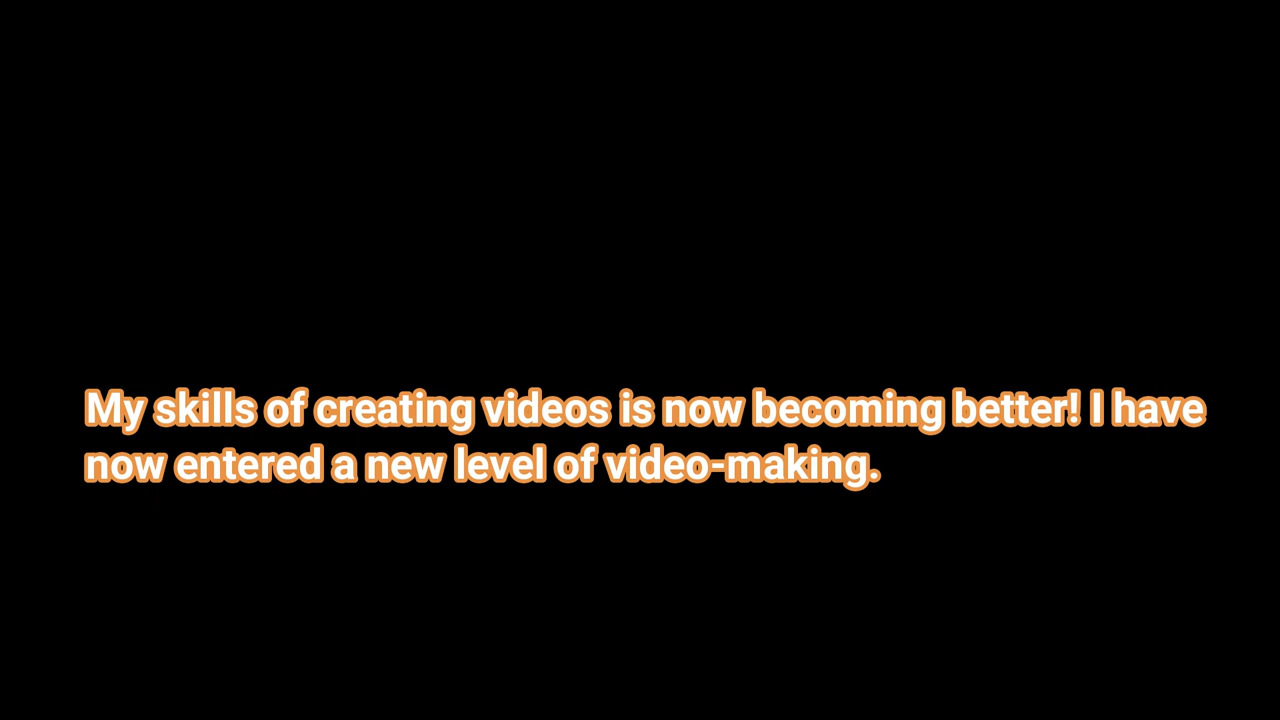 My skills of creating videos is now becoming better! I have
now entered a new level of video-making.